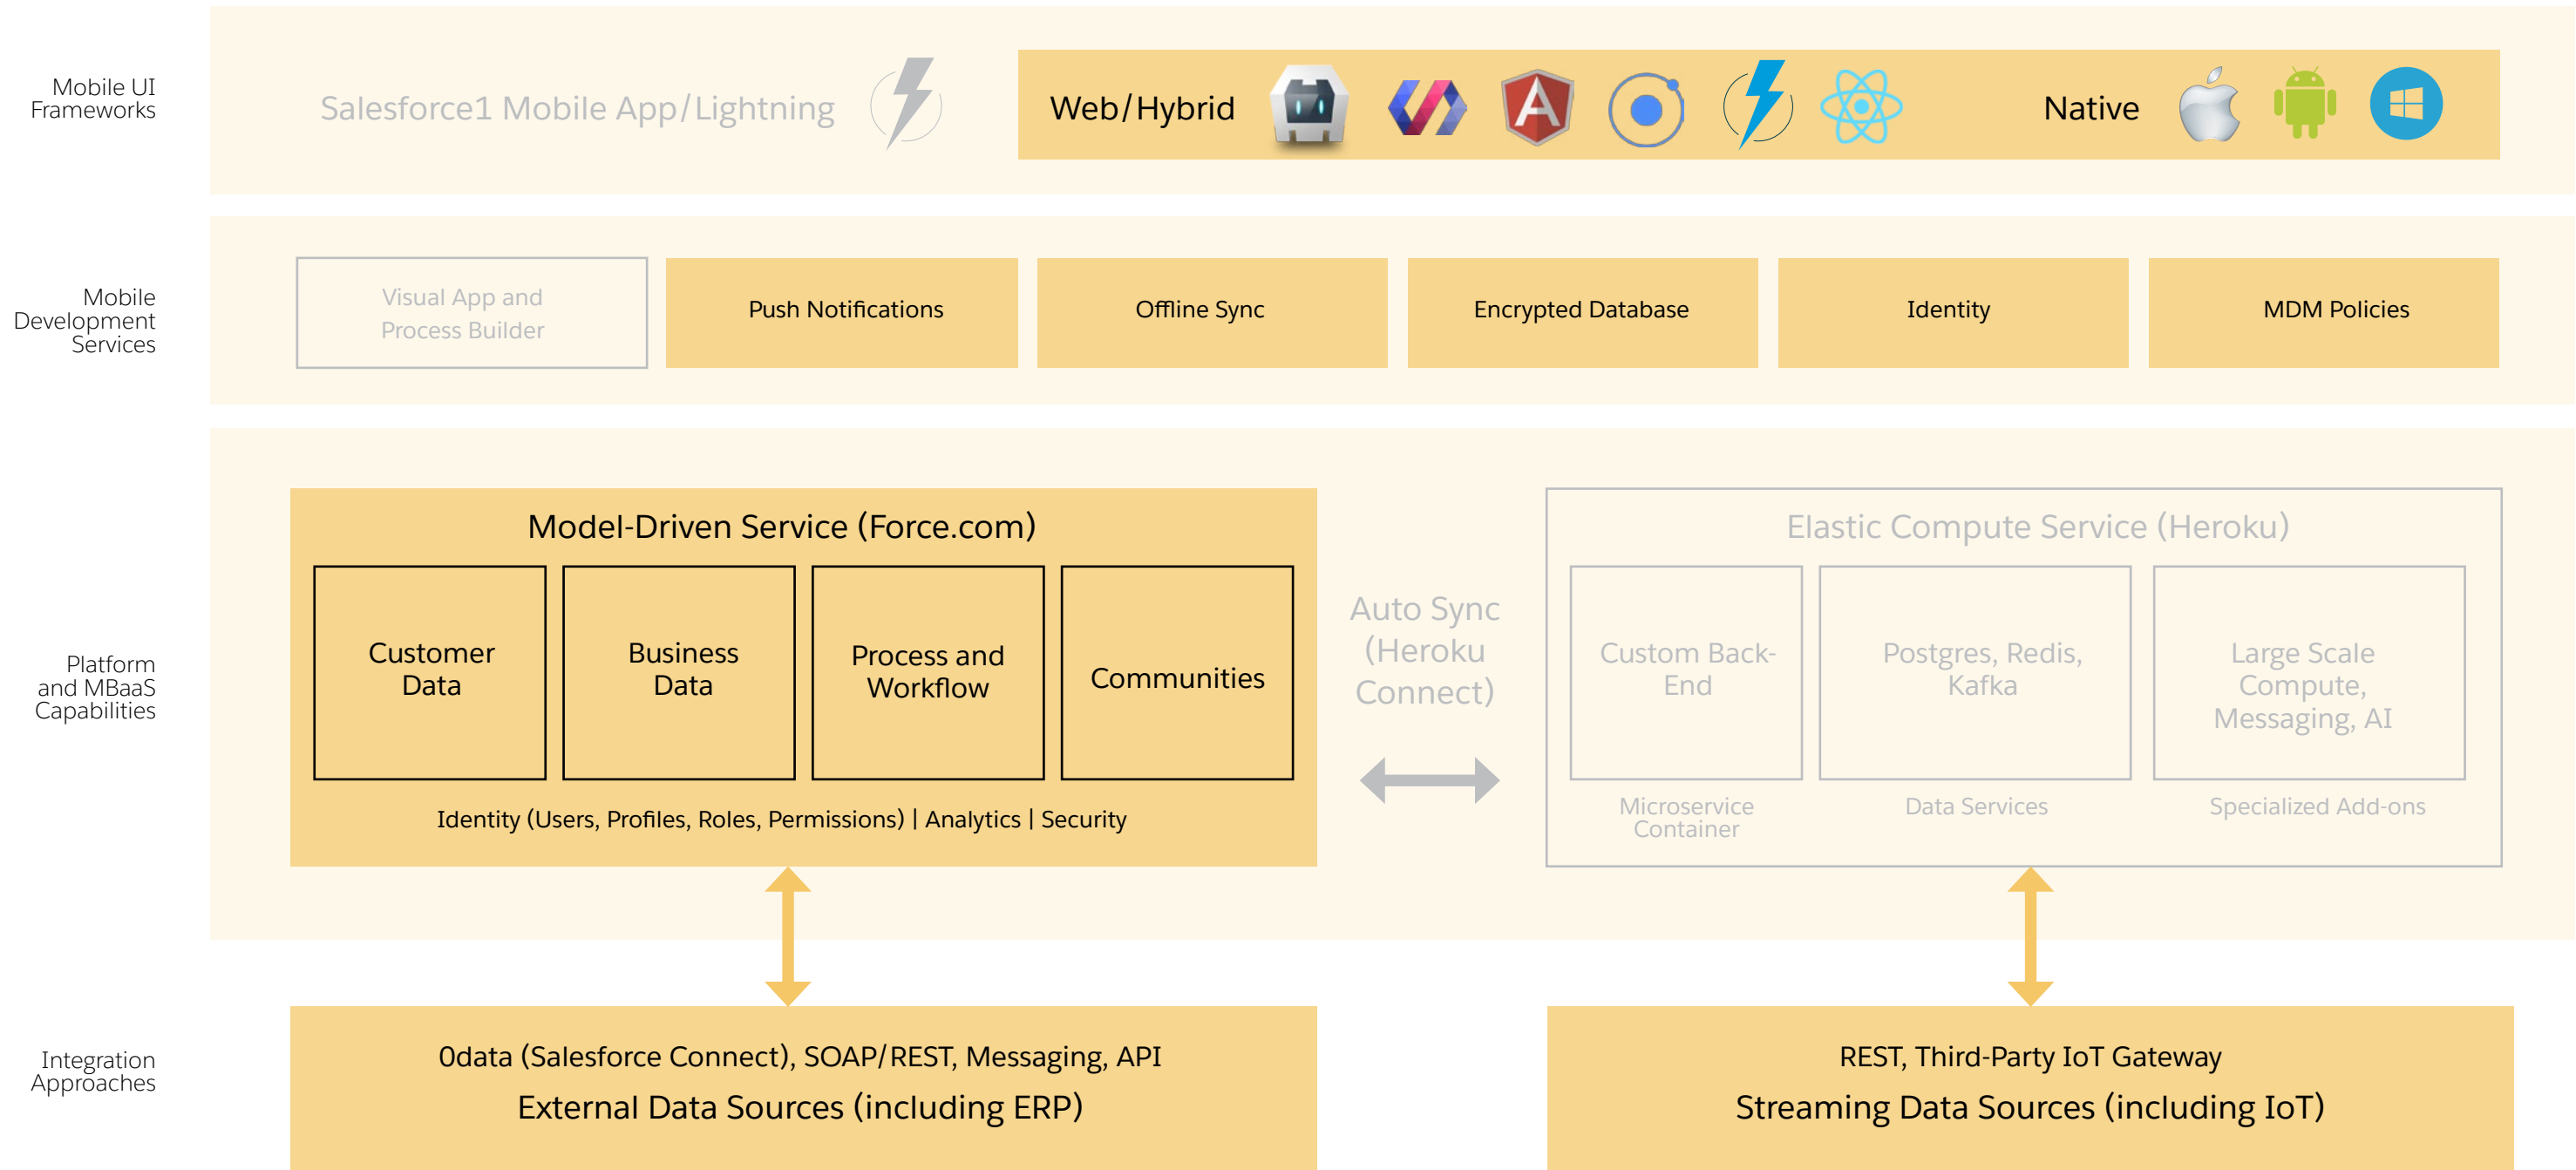 Mobile UI
Frameworks
Salesforce1 Mobile App/Lightning
Web/Hybrid
A
Native
Mobile
Development
Services
Visual App and
Process Builder
Push Notifications
Offline Sync
Encrypted Database
Identity
MDM Policies
Platform
and MBaaS
Capabilities
Model-Driven Service (Force.com)
Customer
Data
Business
Data
Process and
Workflow
Communities
Identity (Users, Profiles, Roles, Permissions) | Analytics | Security
Auto Sync
(Heroku
Connect)
Elastic Compute Service (Heroku)
Custom Back-
End
Postgres, Redis,
Kafka
Large Scale
Compute,
Messaging, AI
Microservice
Container
Data Services
Specialized Add-ons
Integration
Approaches
0data (Salesforce Connect), SOAP/REST, Messaging, API
External Data Sources (including ERP)
REST, Third-Party IoT Gateway
Streaming Data Sources (including IoT)